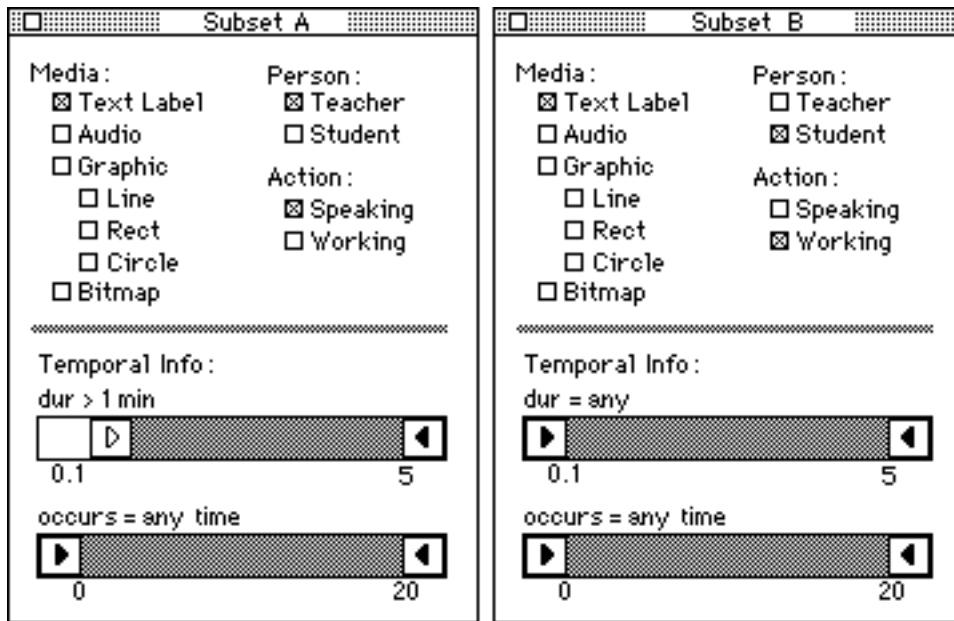 Subset A
Media:
Text Label
Audio
Graphic
Line
Rect
Circle
Bitmap
Person:
Teacher
Student
Action:
Speaking
Working
Temporal Info:
dur > 1 min
0.1 5
occurs = any time
0 20
Subset B
Media:
Text Label
Audio
Graphic
Line
Rect
Circle
Bitmap
Person:
Teacher
Student
Action:
Speaking
Working
Temporal Info:
dur = any
0.1 5
occurs = any time
0 20